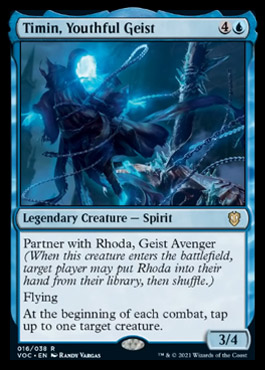 Timin, Youthful Geist 4
Legendary Creature — Spirit
Partner with Rhoda, Geist Avenger
(When this creature enters the battlefield,
target player may put Rhoda into their
hand from their library, then shuffle.)
Flying
At the beginning of each combat, tap
up to one target creature.
3/4
016/038 R
VOC • EN RANDY VARGAS
™ & © 2021 Wizards of the Coast